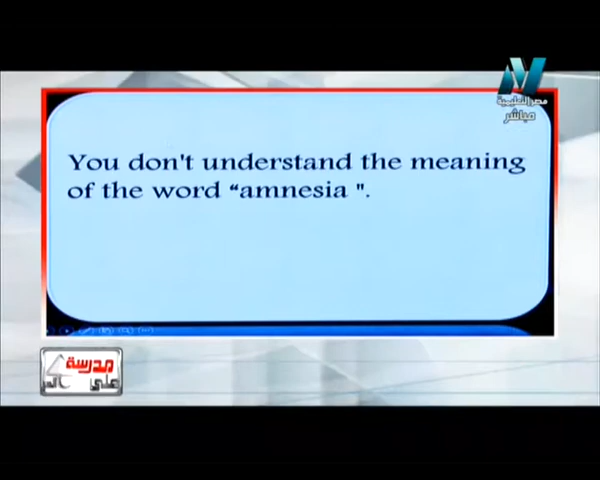 مصر التعليمية
مباشر
You don't understand the meaning
of the word “amnesia ".
مدرسة
على